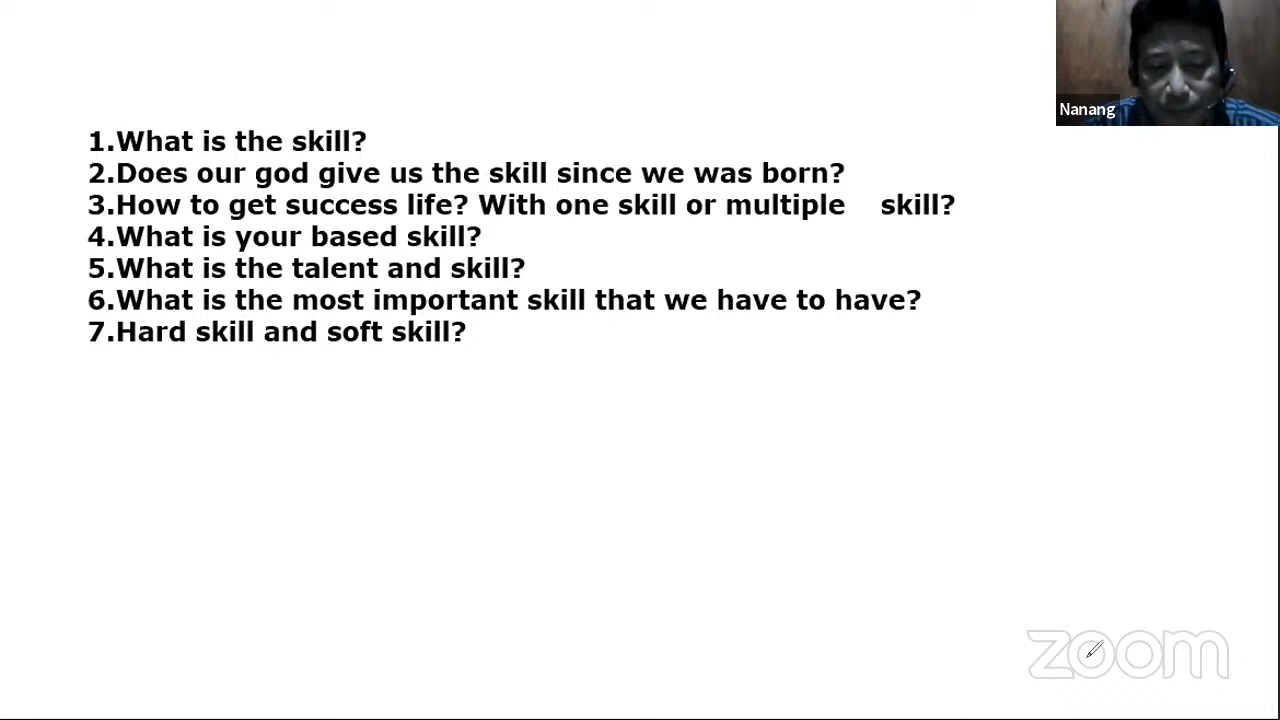 Nanang
1.What is the skill?
2.Does our god give us the skill since we was born?
3.How to get success life? With one skill or multiple    skill?
4.What is your based skill?
5.What is the talent and skill?
6.What is the most important skill that we have to have?
7.Hard skill and soft skill?
zoom